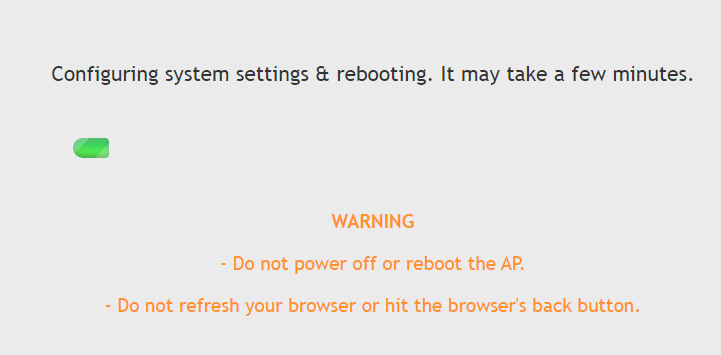 Configuring system settings & rebooting. It may take a few minutes.
WARNING
- Do not power off or reboot the AP.
- Do not refresh your browser or hit the browser's back button.